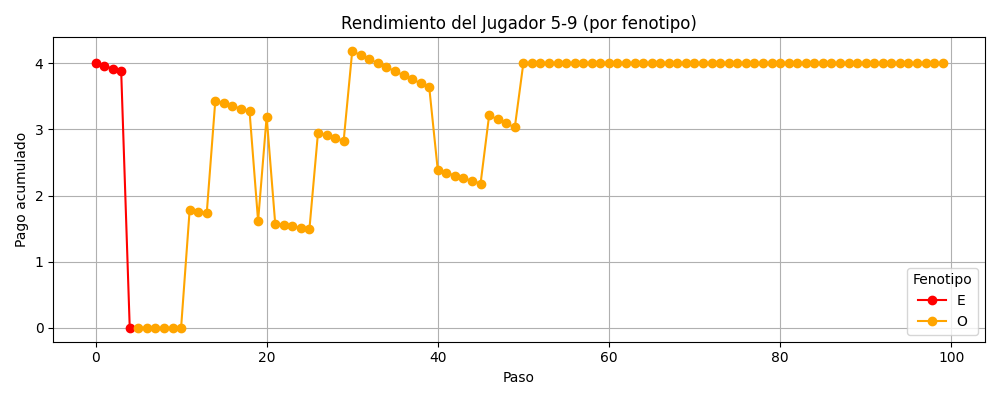 Rendimiento del Jugador 5-9 (por fenotipo)
Pago acumulado
4
3
2
1
0
0 20 40 60 80 100
Paso
Fenotipo
E
O